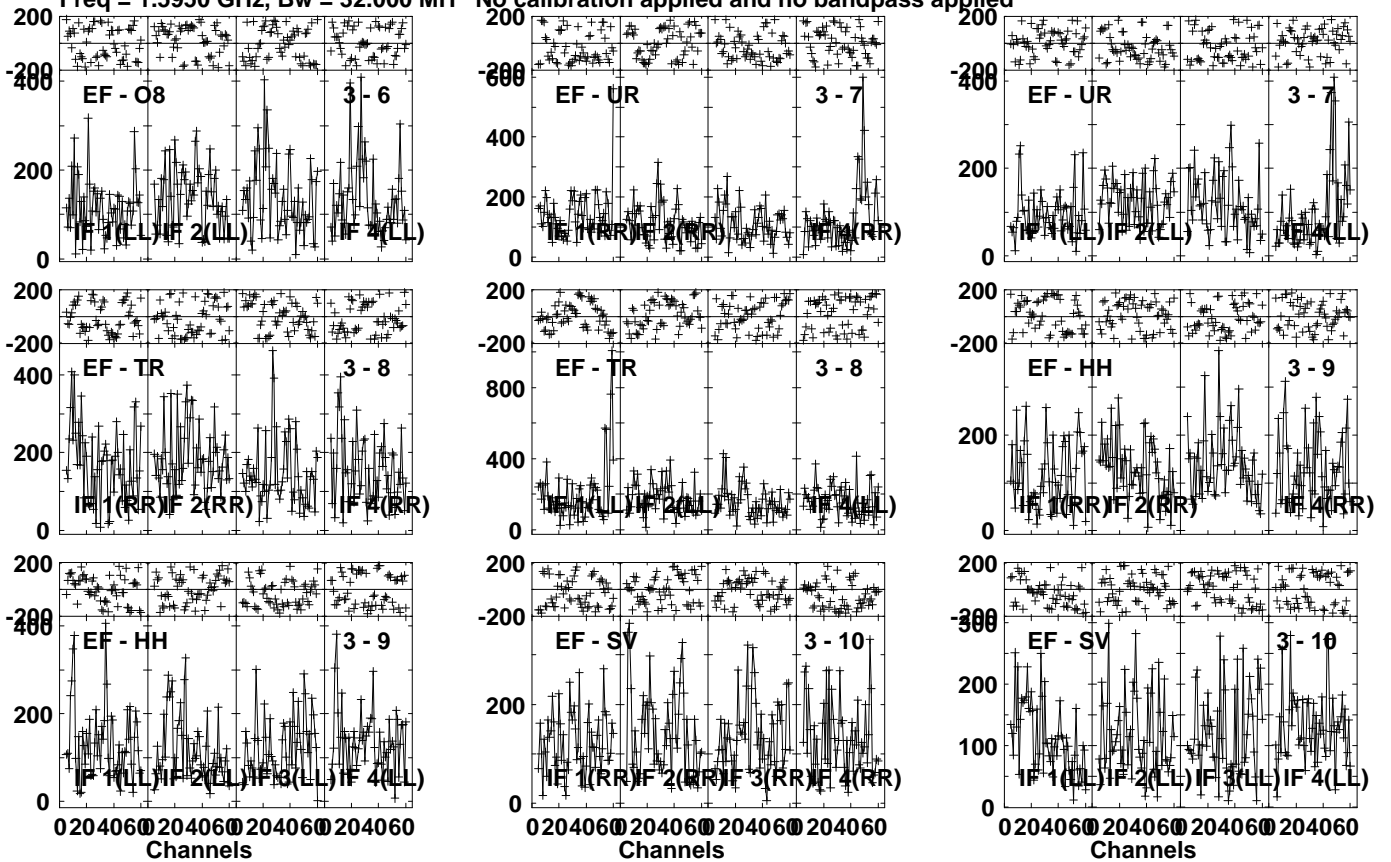 Freq = 1.5950 GHz, Bw = 32.000 MH No calibration applied and no bandpass applied
200
-200
400
200
0
EF - O8 3 - 6
IF 1(LL) IF 2(LL) IF 4(LL)
600
400
200
0
EF - UR 3 - 7
IF 1(RR) IF 2(RR) IF 4(RR)
200
-200
400
200
0
EF - UR 3 - 7
IF 1(LL) IF 2(LL) IF 4(LL)
200
-200
400
200
0
EF - TR 3 - 8
IF 1(RR) IF 2(RR) IF 4(RR)
200
-200
800
400
0
EF - TR 3 - 8
IF 1(LL) IF 2(LL) IF 4(LL)
200
-200
200
0
EF - HH 3 - 9
IF 1(RR) IF 2(RR) IF 4(RR)
200
-200
400
200
0
EF - HH 3 - 9
IF 1(LL) IF 2(LL) IF 3(LL) IF 4(LL)
0 20 40 60 0 20 40 60 0 20 40 60 0 20 40 60
Channels
200
-200
200
0
EF - SV 3 - 10
IF 1(RR) IF 2(RR) IF 3(RR) IF 4(RR)
0 20 40 60 0 20 40 60 0 20 40 60 0 20 40 60
Channels
200
-200
300
200
100
0
EF - SV 3 - 10
IF 1(LL) IF 2(LL) IF 3(LL) IF 4(LL)
0 20 40 60 0 20 40 60 0 20 40 60 0 20 40 60
Channels